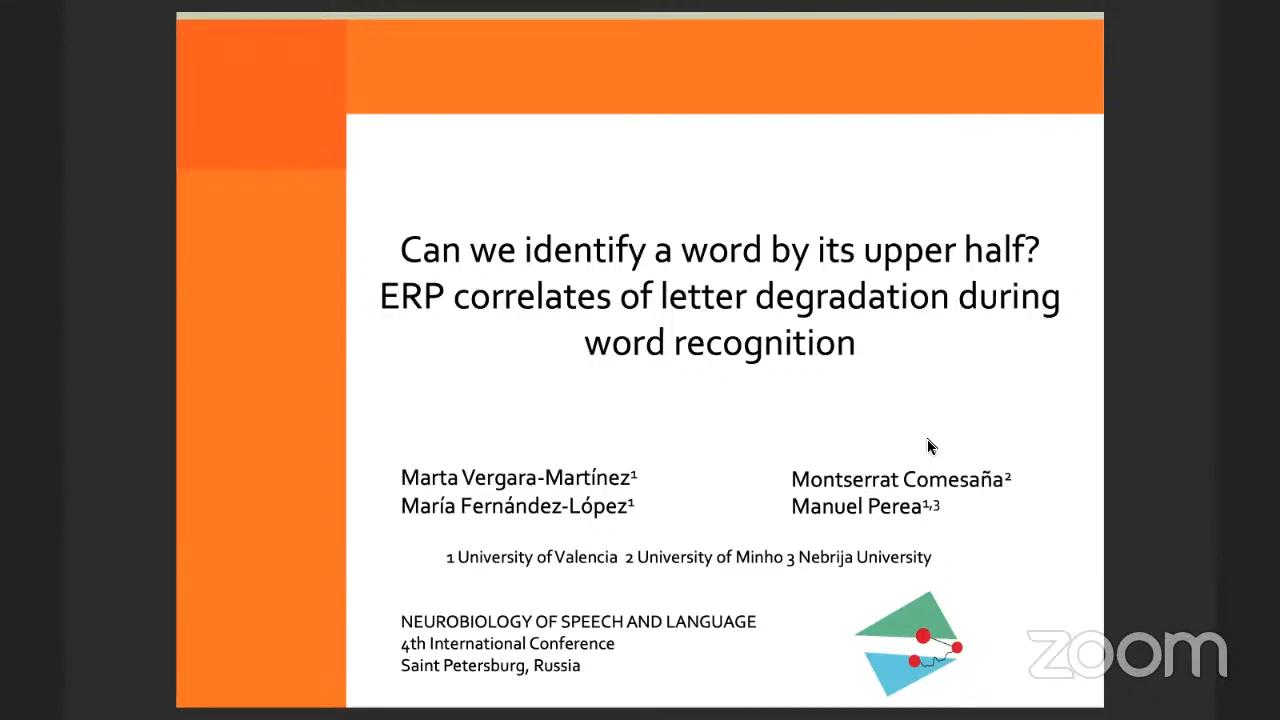 Can we identify a word by its upper half?
ERP correlates of letter degradation during
word recognition
Marta Vergara-Martínez¹
María Fernández-López¹
Montserrat Comesaña²
Manuel Perea¹,³
1 University of Valencia 2 University of Minho 3 Nebrija University
NEUROBIOLOGY OF SPEECH AND LANGUAGE
4th International Conference
Saint Petersburg, Russia
zoom